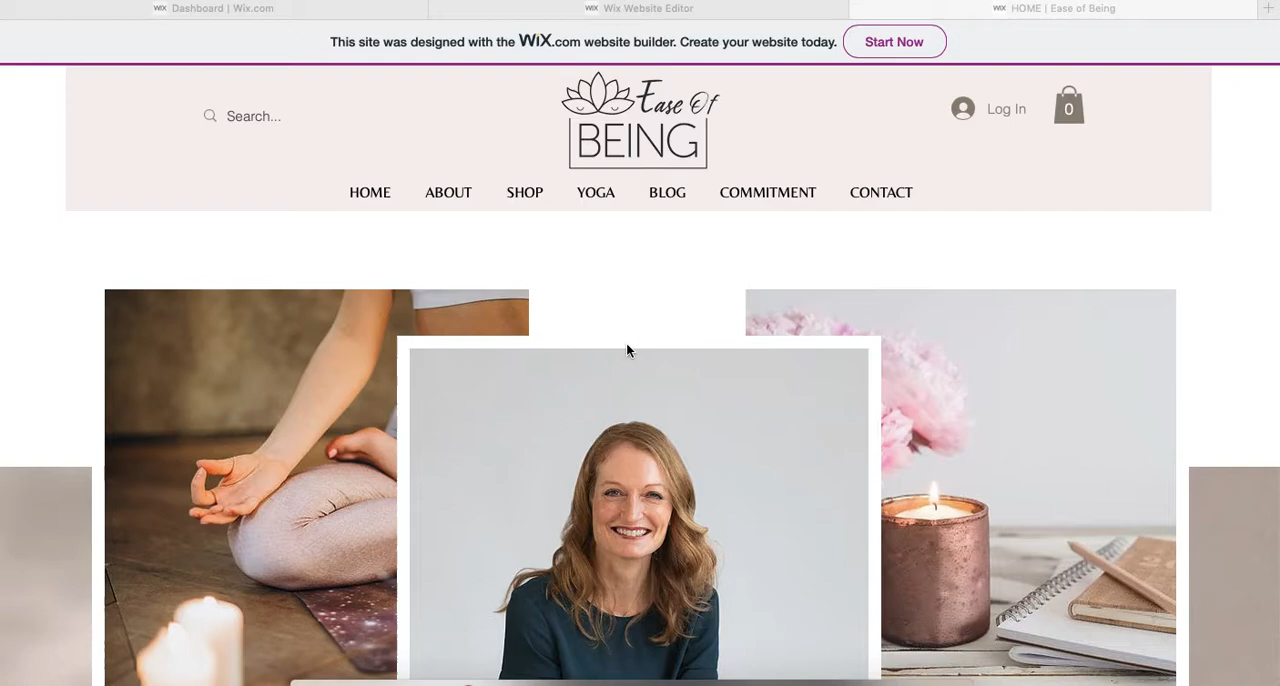 Dashboard | Wix.com
Wix Website Editor
HOME | Ease of Being
This site was designed with the WiX.com website builder. Create your website today. Start Now
Search...
Ease Of
BEING
Log In
0
HOME ABOUT SHOP YOGA BLOG COMMITMENT CONTACT